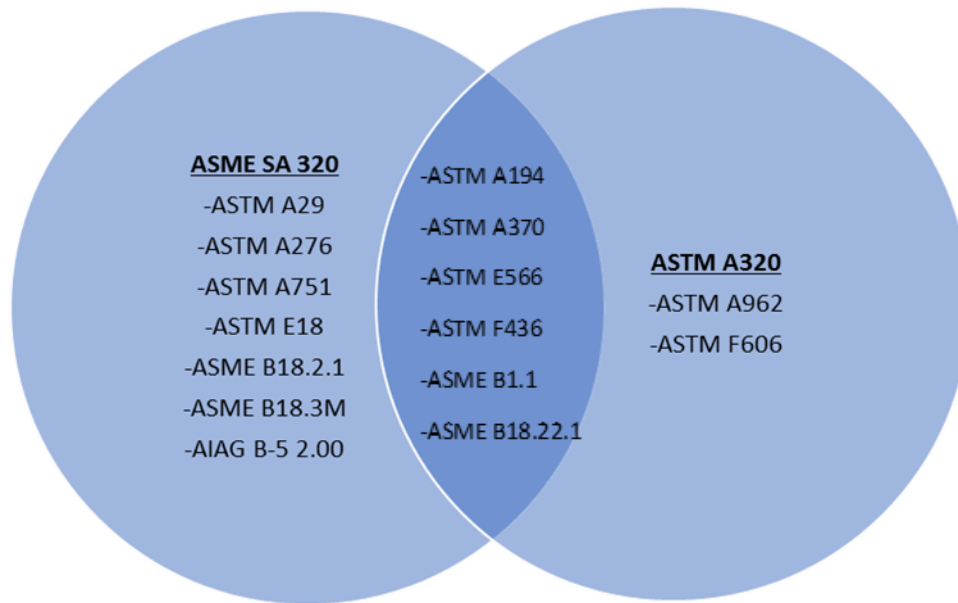 ASME SA 320
-ASTM A29
-ASTM A276
-ASTM A751
-ASTM E18
-ASME B18.2.1
-ASME B18.3M
-AIAG B-5 2.00
-ASTM A194
-ASTM A370
-ASTM E566
-ASTM F436
-ASME B1.1
-ASME B18.22.1
ASTM A320
-ASTM A962
-ASTM F606